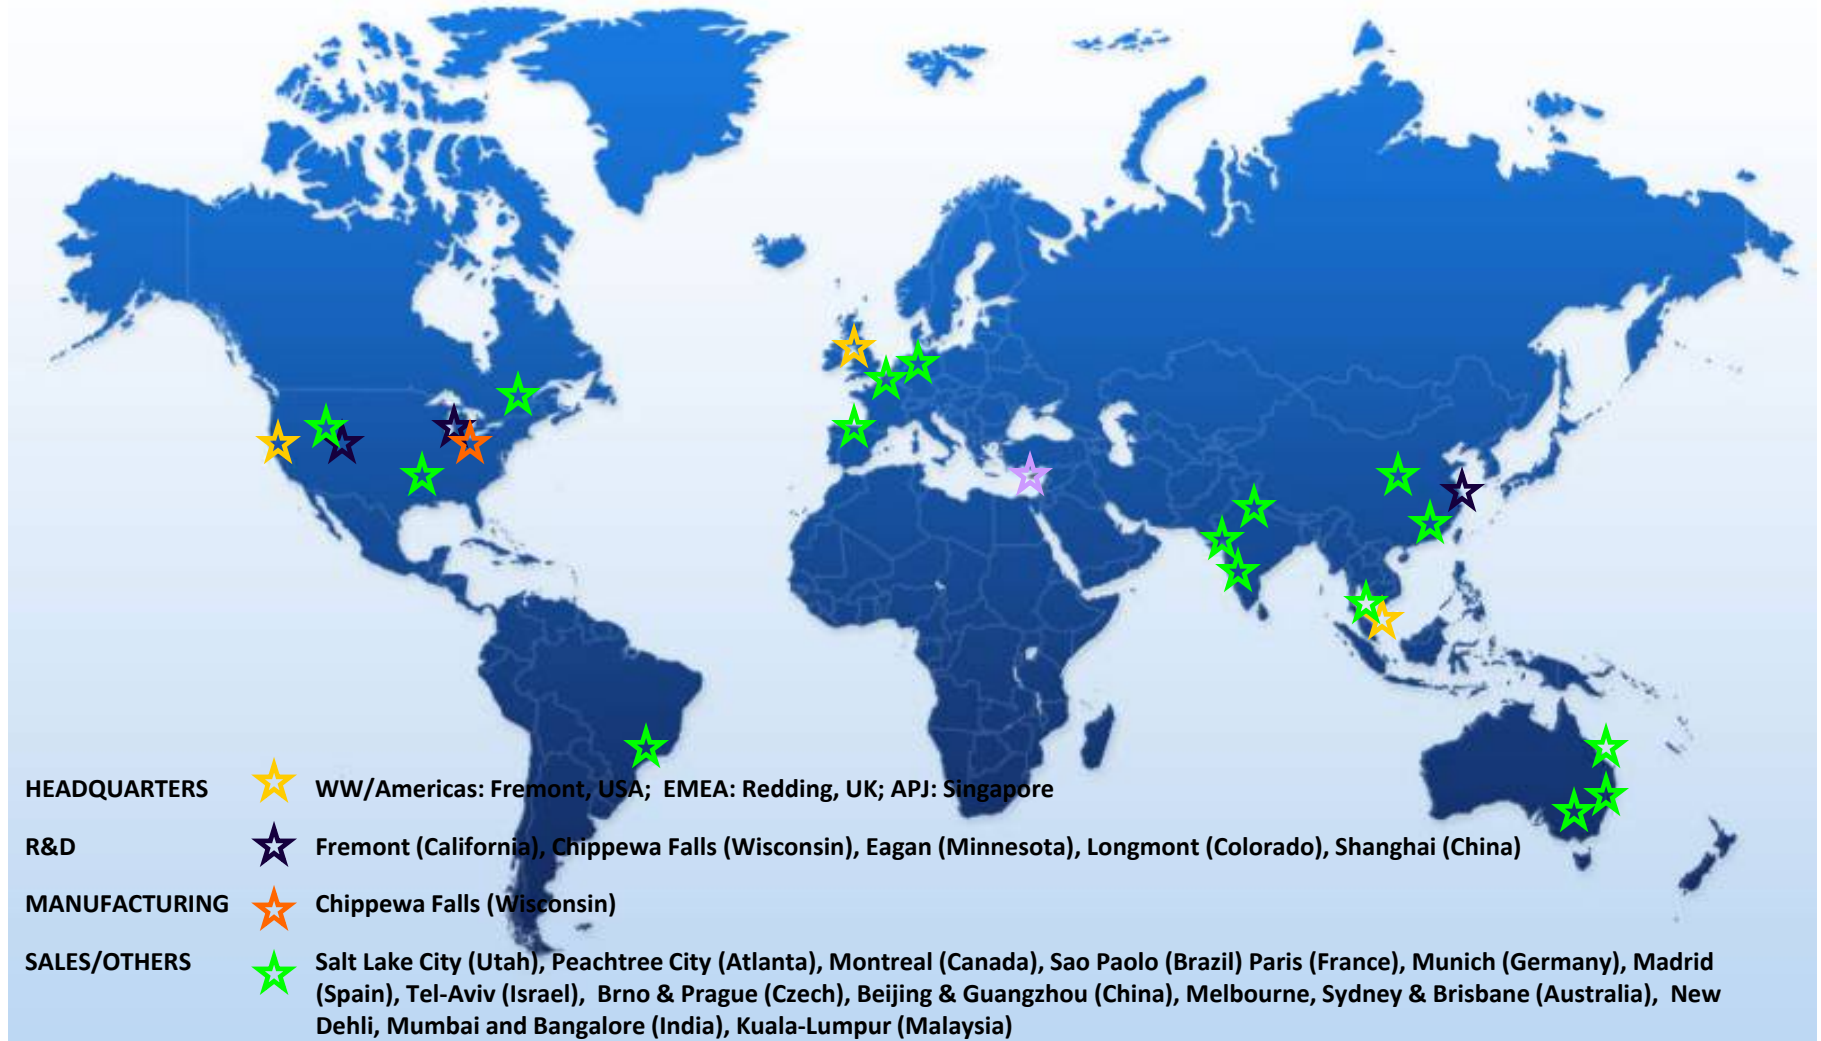 HEADQUARTERS WW/Americas: Fremont, USA; EMEA: Redding, UK; APJ: Singapore
R&D Fremont (California), Chippewa Falls (Wisconsin), Eagan (Minnesota), Longmont (Colorado), Shanghai (China)
MANUFACTURING Chippewa Falls (Wisconsin)
SALES/OTHERS Salt Lake City (Utah), Peachtree City (Atlanta), Montreal (Canada), Sao Paolo (Brazil) Paris (France), Munich (Germany), Madrid
(Spain), Tel-Aviv (Israel), Brno & Prague (Czech), Beijing & Guangzhou (China), Melbourne, Sydney & Brisbane (Australia), New
Dehli, Mumbai and Bangalore (India), Kuala-Lumpur (Malaysia)